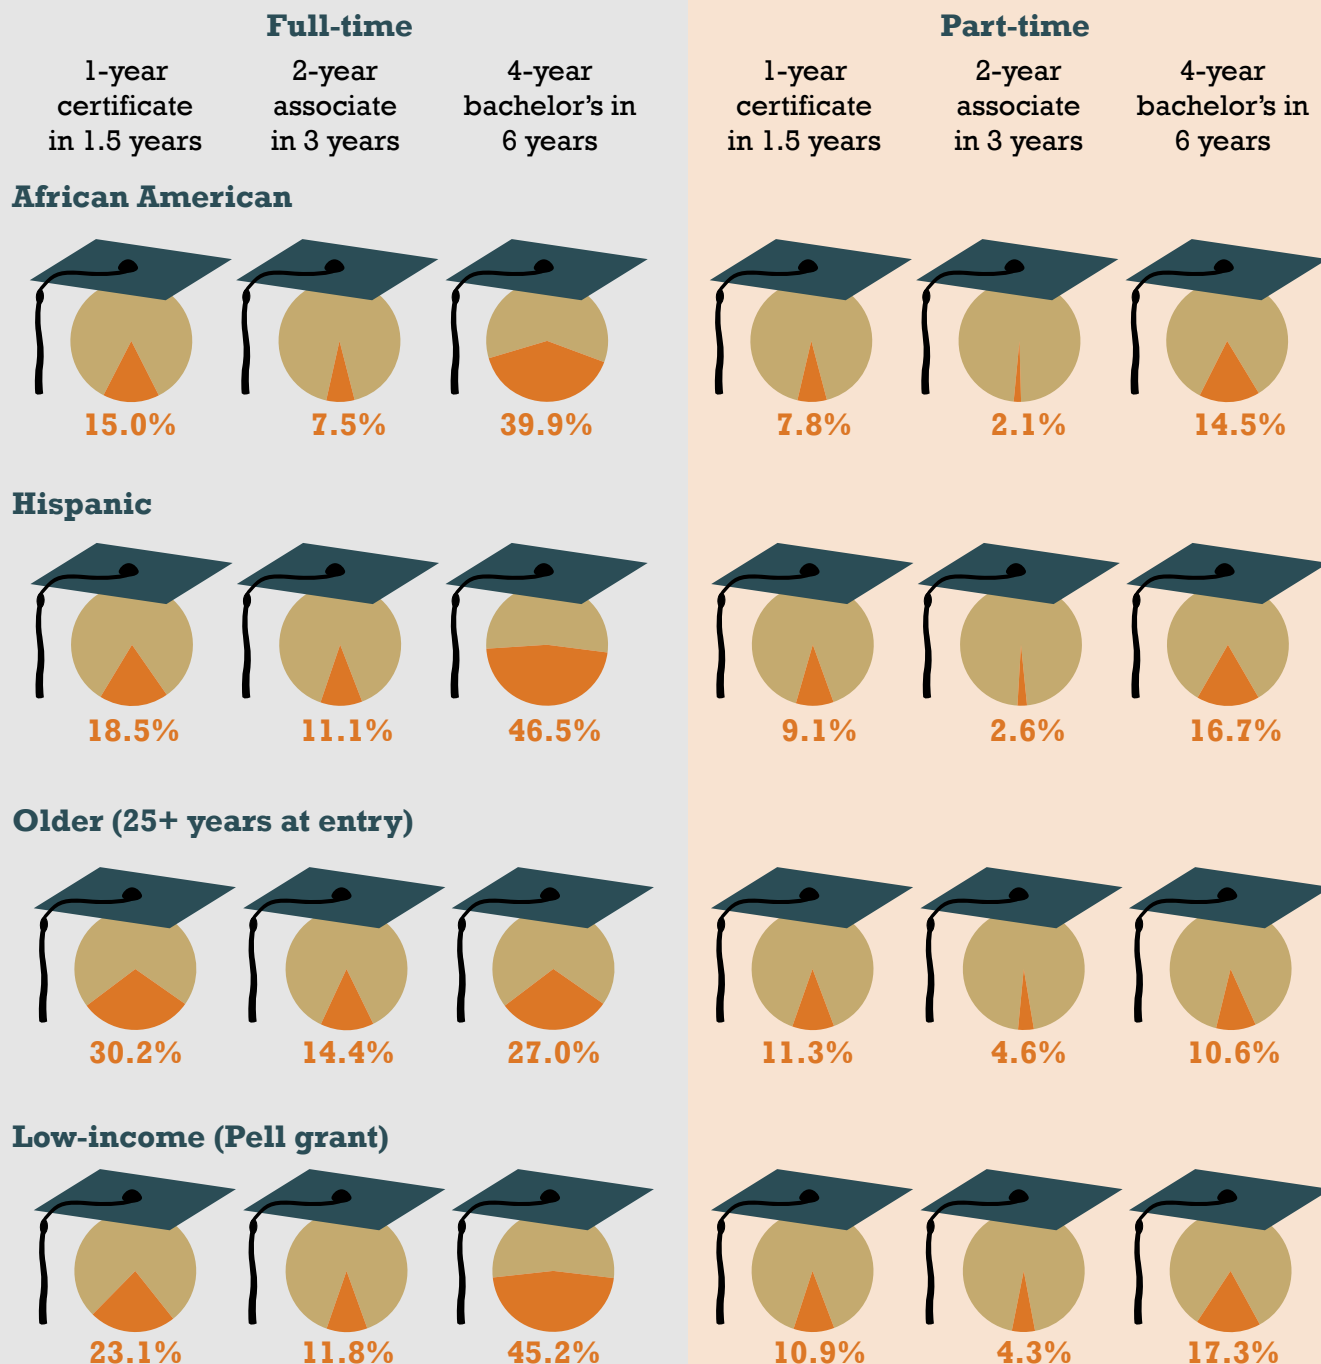 Full-time
Part-time
1-year
certificate
in 1.5 years
2-year
associate
in 3 years
4-year
bachelor's in
6 years
1-year
certificate
in 1.5 years
2-year
associate
in 3 years
4-year
bachelor's in
6 years
African American
15.0% 7.5% 39.9% 7.8% 2.1% 14.5%
Hispanic
18.5% 11.1% 46.5% 9.1% 2.6% 16.7%
Older (25+ years at entry)
30.2% 14.4% 27.0% 11.3% 4.6% 10.6%
Low-income (Pell grant)
23.1% 11.8% 45.2% 10.9% 4.3% 17.3%